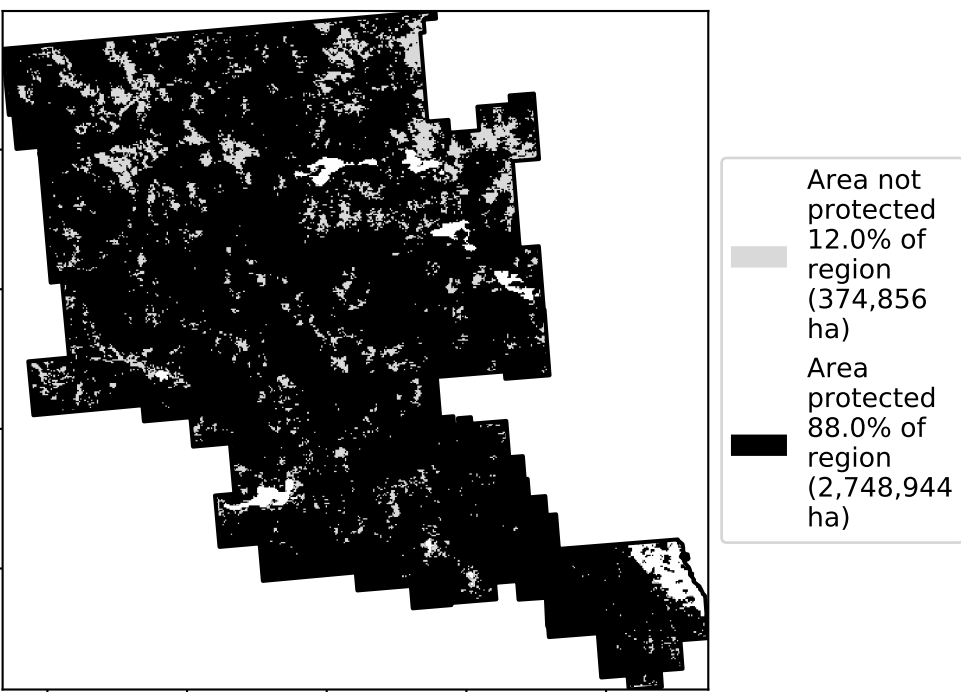 Area not
protected
12.0% of
region
(374,856
ha)
Area
protected
88.0% of
region
(2,748,944
ha)